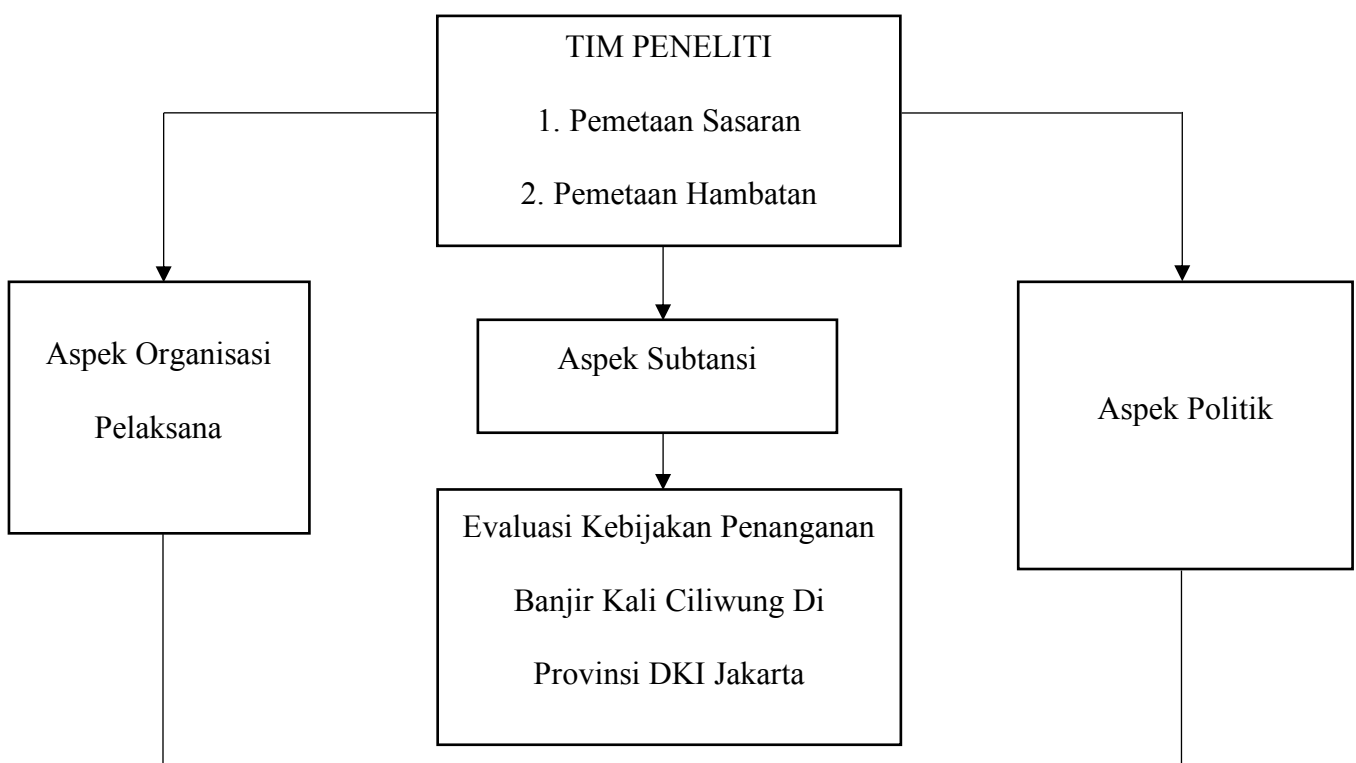 TIM PENELITI
1. Pemetaan Sasaran
2. Pemetaan Hambatan
Aspek Organisasi
Pelaksana
Aspek Subtansi
Aspek Politik
Evaluasi Kebijakan Penanganan
Banjir Kali Ciliwung Di
Provinsi DKI Jakarta